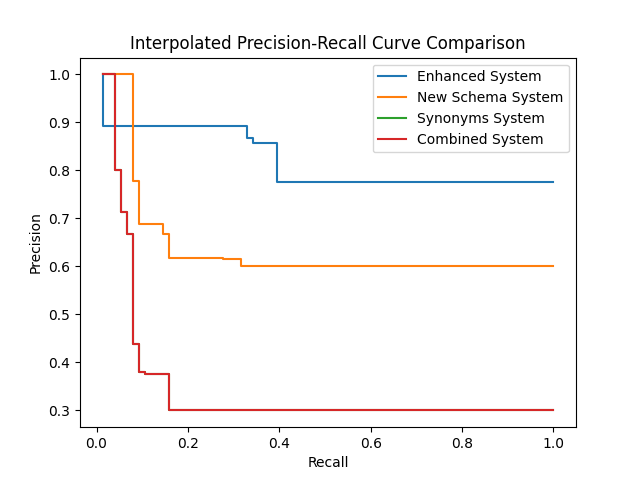 Interpolated Precision-Recall Curve Comparison
Enhanced System
New Schema System
Synonyms System
Combined System
Precision
1.0
0.9
0.8
0.7
0.6
0.5
0.4
0.3
0.0 0.2 0.4 0.6 0.8 1.0
Recall